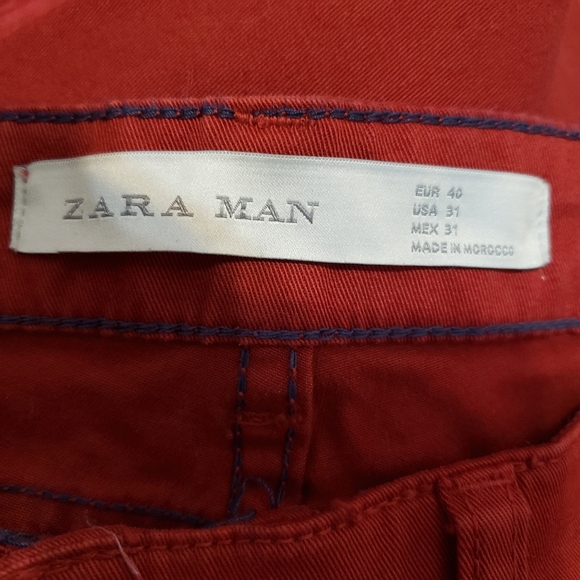 ZARA MAN
EUR 40
USA 31
MEX 31
MADE IN MOROCCO